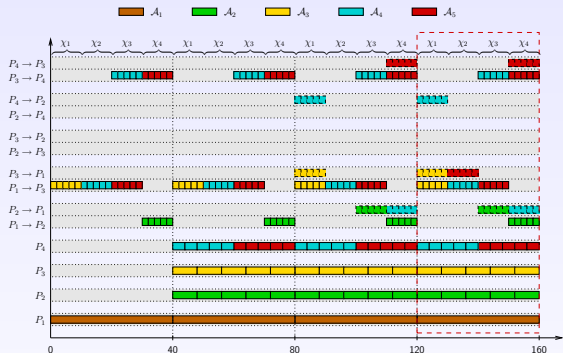 𝒜1 𝒜2 𝒜3 𝒜4 𝒜5
χ1 χ2 χ3 χ4 χ1 χ2 χ3 χ4 χ1 χ2 χ3 χ4 χ1 χ2 χ3 χ4
P4 → P3
P3 → P4
P4 → P2
P2 → P4
P3 → P2
P2 → P3
P3 → P1
P1 → P3
P2 → P1
P1 → P2
P4
P3
P2
P1
0 40 80 120 160